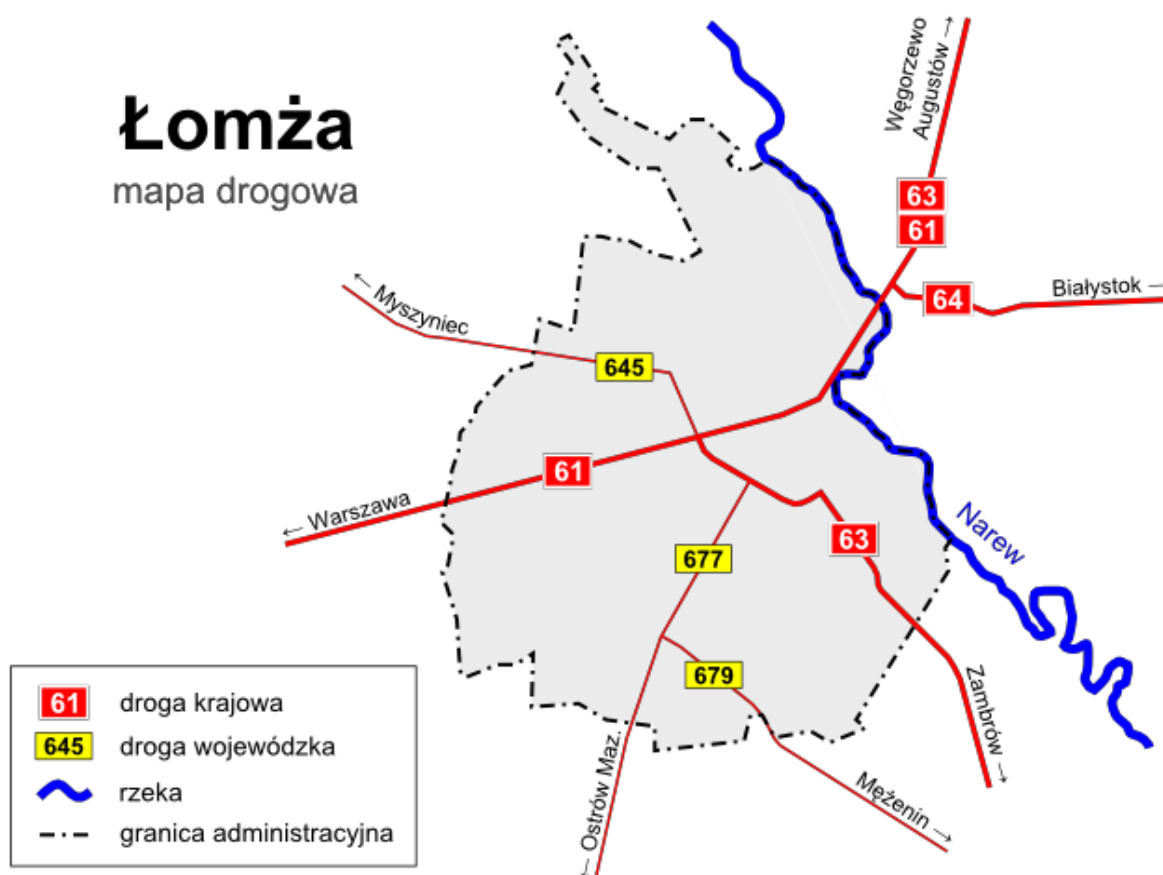 Łomża
mapa drogowa
Węgorzewo
Augustów →
63
61
64
Białystok →
← Myszyniec
645
61
← Warszawa
677
63
Narew
679
Zambrów →
← Ostrów Maz.
Mężenin →
61 droga krajowa
645 droga wojewódzka
rzeka
granica administracyjna